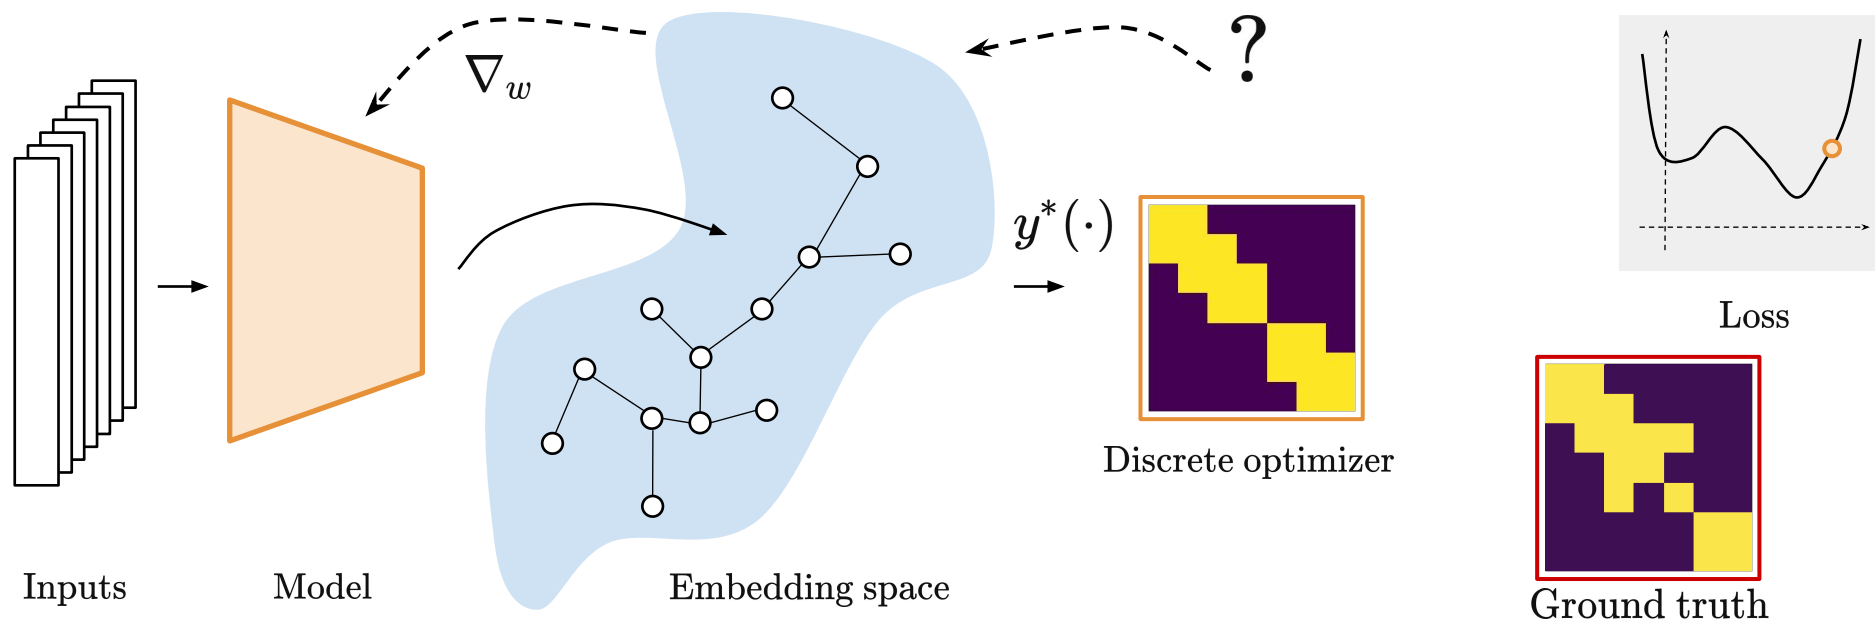 ∇w
?
y*(·)
Loss
Discrete optimizer
Inputs
Model
Embedding space
Ground truth